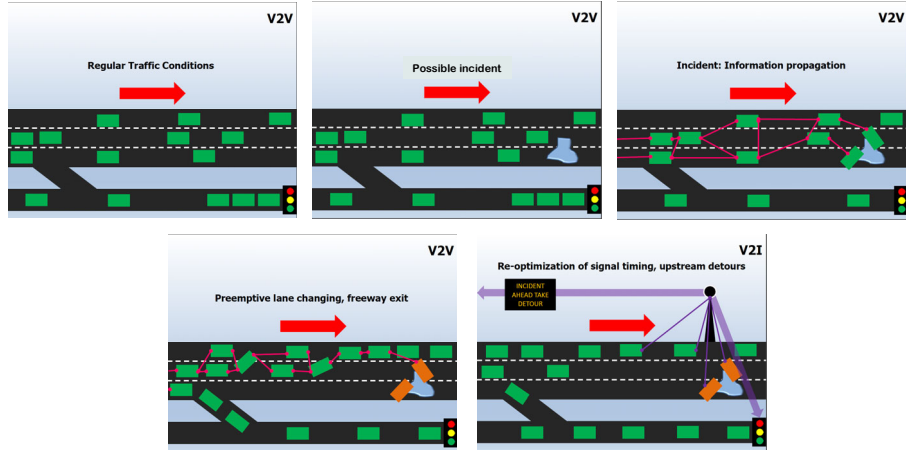 V2V
Regular Traffic Conditions
V2V
Possible incident
V2V
Incident: Information propagation
V2V
Preemptive lane changing, freeway exit
V2I
Re-optimization of signal timing, upstream detours
INCIDENT
AHEAD TAKE
DETOUR